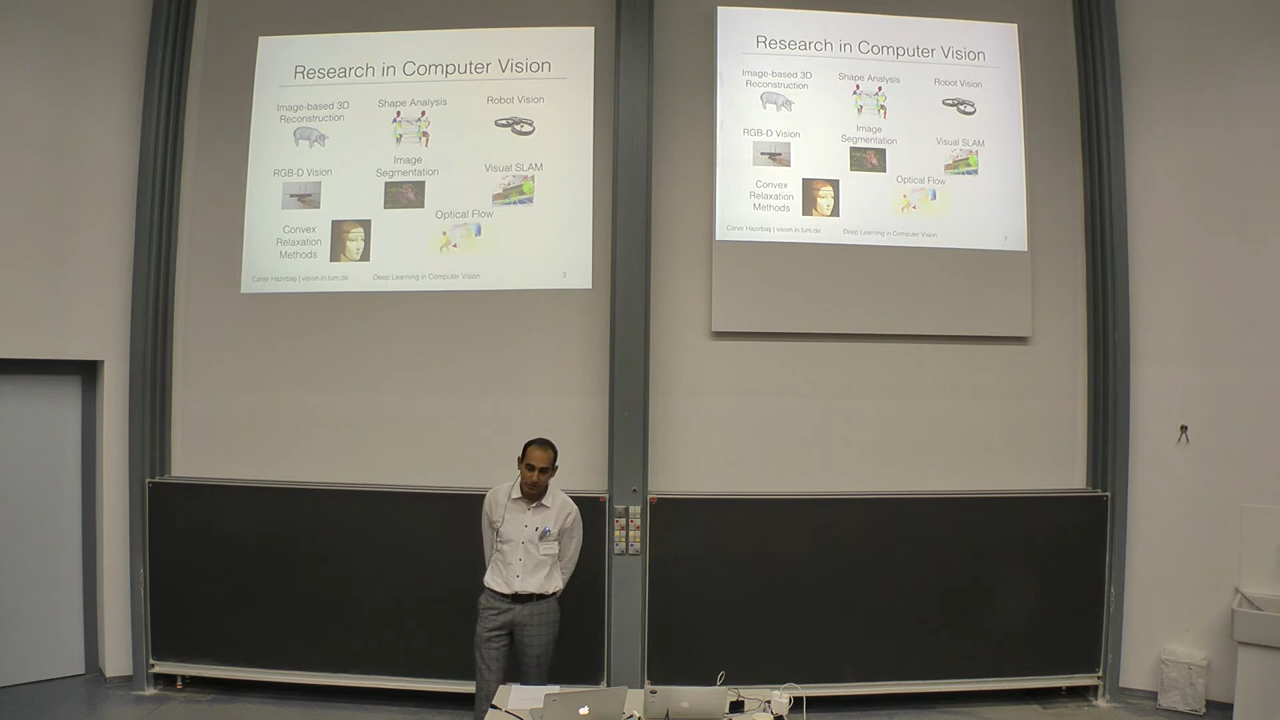 Research in Computer Vision
Image-based 3D
Reconstruction
Shape Analysis
Robot Vision
RGB-D Vision
Image
Segmentation
Visual SLAM
Convex
Relaxation
Methods
Optical Flow
Caner Hazirbaş | vision.in.tum.de
Deep Learning in Computer Vision
3
Research in Computer Vision
Image-based 3D
Reconstruction
Shape Analysis
Robot Vision
RGB-D Vision
Image
Segmentation
Visual SLAM
Convex
Relaxation
Methods
Optical Flow
Caner Hazirbaş | vision.in.tum.de
Deep Learning in Computer Vision
3